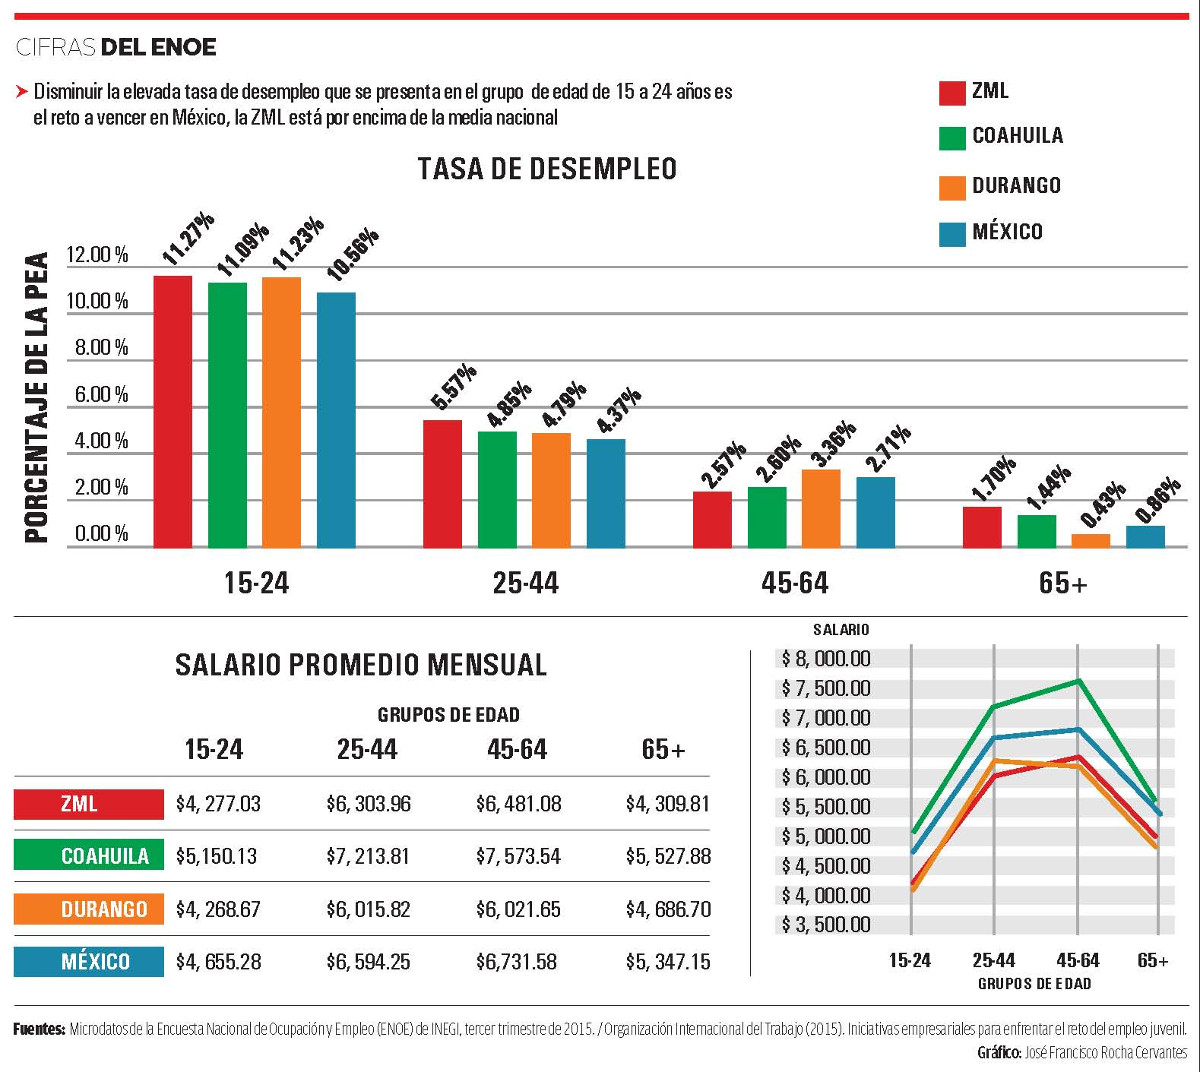 CIFRAS DEL ENOE
Disminuir la elevada tasa de desempleo que se presenta en el grupo de edad de 15 a 24 años es
el reto a vencer en México, la ZML está por encima de la media nacional
ZML
COAHUILA
DURANGO
MÉXICO
TASA DE DESEMPLEO
PORCENTAJE DE LA PEA
12.00 %
10.00 %
8.00 %
6.00 %
4.00 %
2.00 %
0.00 %
11.27% 11.09% 11.23% 10.56%
5.57% 4.85% 4.79% 4.37%
2.57% 2.60% 3.36% 2.71%
1.70% 1.44% 0.43% 0.86%
15-24 25-44 45-64 65+
SALARIO PROMEDIO MENSUAL
GRUPOS DE EDAD
15-24 25-44 45-64 65+
ZML $4, 277.03 $6, 303.96 $6, 481.08 $4, 309.81
COAHUILA $5,150.13 $7, 213.81 $7, 573.54 $5, 527.88
DURANGO $4, 268.67 $6, 015.82 $6, 021.65 $4, 686.70
MÉXICO $4, 655.28 $6, 594.25 $6,731.58 $5, 347.15
SALARIO
$ 8, 000.00
$ 7, 500.00
$ 7, 000.00
$ 6, 500.00
$ 6, 000.00
$ 5, 500.00
$ 5, 000.00
$ 4, 500.00
$ 4, 000.00
$ 3, 500.00
15-24 25-44 45-64 65+
GRUPOS DE EDAD
Fuentes: Microdatos de la Encuesta Nacional de Ocupación y Empleo (ENOE) de INEGI, tercer trimestre de 2015. / Organización Internacional del Trabajo (2015). Iniciativas empresariales para enfrentar el reto del empleo juvenil.
Gráfico: José Francisco Rocha Cervantes